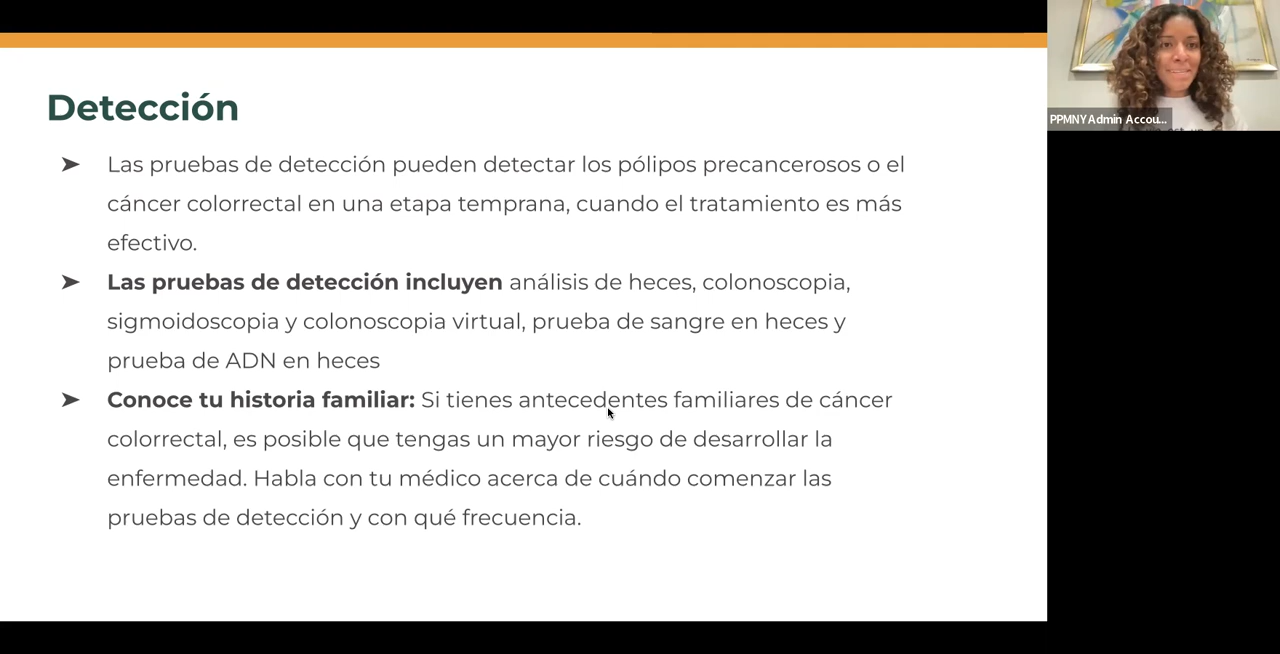 Detección
➤ Las pruebas de detección pueden detectar los pólipos precancerosos o el
cáncer colorrectal en una etapa temprana, cuando el tratamiento es más
efectivo.
➤ Las pruebas de detección incluyen análisis de heces, colonoscopia,
sigmoidoscopia y colonoscopia virtual, prueba de sangre en heces y
prueba de ADN en heces
➤ Conoce tu historia familiar: Si tienes antecedentes familiares de cáncer
colorrectal, es posible que tengas un mayor riesgo de desarrollar la
enfermedad. Habla con tu médico acerca de cuándo comenzar las
pruebas de detección y con qué frecuencia.
PPMNY Admin Accou...